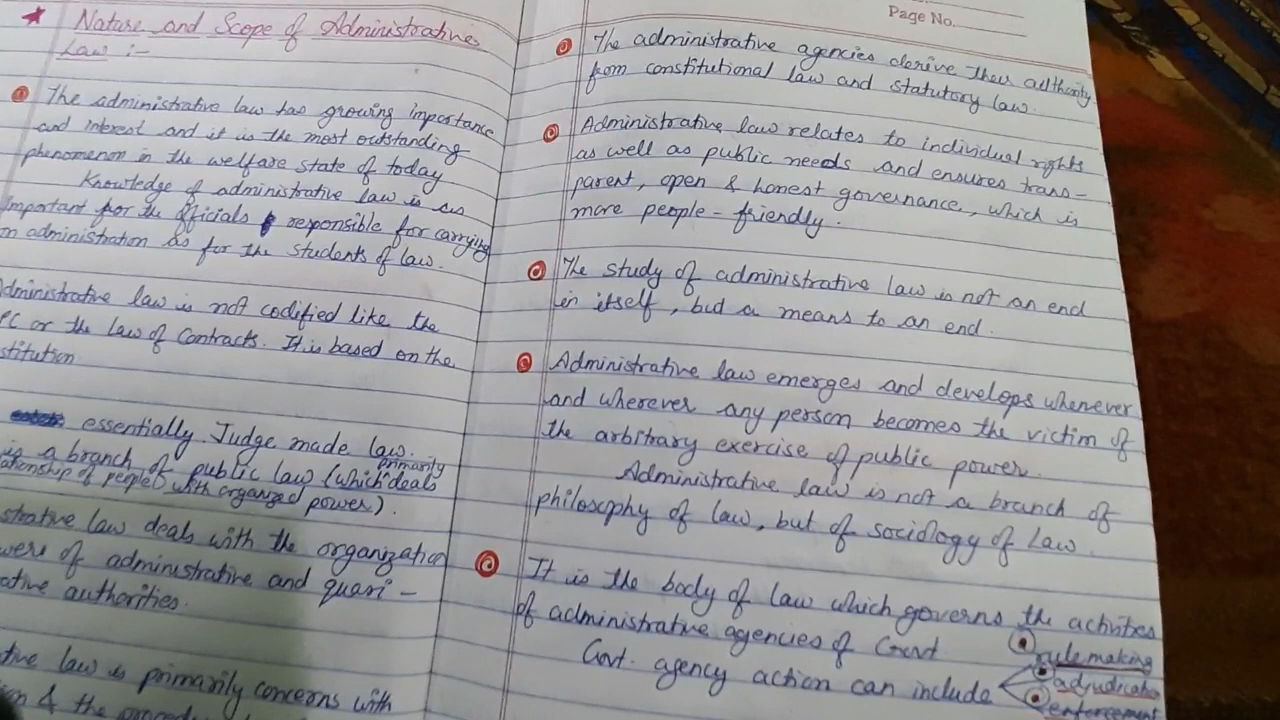 Nature and Scope of Administrative
Law :-
The administrative law has growing importance
and interest and it is the most outstanding
phenomenon in the welfare state of today
Knowledge of administrative law is as
important for the officials responsible for carrying
on administration as for the students of law.
dministrative law is not codified like the
PC or the law of Contracts. It is based on the
stitution
essentially Judge made law.
is a branch of public law (which primarily deals
ationship of people with organized power).
strative law deals with the organization
wers of administrative and quasi-
ative authorities.
tive law is primarily concerns with
ion & the
Page No.
The administrative agencies derive their authority
from constitutional law and statutory law.
Administrative law relates to individual rights
as well as public needs and ensures trans-
parent, open & honest governance, which is
more people-friendly.
The study of administrative law is not an end
in itself, but a means to an end.
Administrative law emerges and develops whenever
and wherever any person becomes the victim of
the arbitrary exercise of public power.
Administrative law is not a branch of
philosophy of law, but of sociology of Law.
It is the body of law which governs the activities
of administrative agencies of Govt
Govt. agency action can include
rulemaking
adjudicato
enforcement